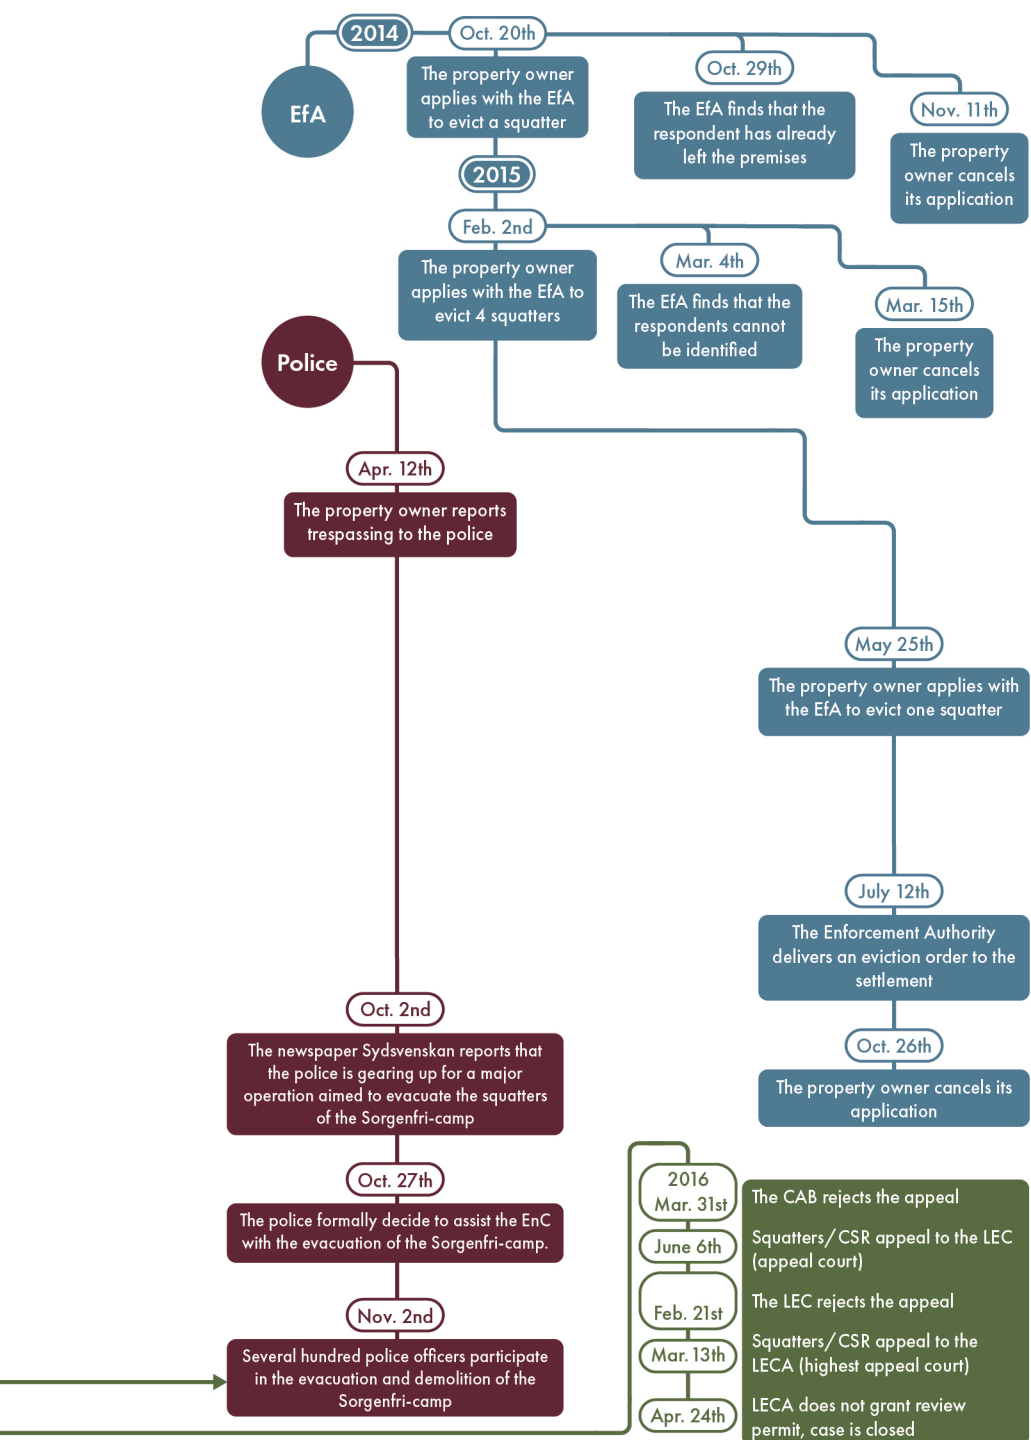 EfA
2014
Oct. 20th
The property owner
applies with the EfA
to evict a squatter
Oct. 29th
The EfA finds that the
respondent has already
left the premises
Nov. 11th
The property
owner cancels
its application
2015
Feb. 2nd
The property owner
applies with the EfA to
evict 4 squatters
Mar. 4th
The EfA finds that the
respondents cannot
be identified
Mar. 15th
The property
owner cancels
its application
Police
Apr. 12th
The property owner reports
trespassing to the police
May 25th
The property owner applies with
the EfA to evict one squatter
July 12th
The Enforcement Authority
delivers an eviction order to the
settlement
Oct. 26th
The property owner cancels its
application
Oct. 2nd
The newspaper Sydsvenskan reports that
the police is gearing up for a major
operation aimed to evacuate the squatters
of the Sorgenfri-camp
Oct. 27th
The police formally decide to assist the EnC
with the evacuation of the Sorgenfri-camp.
Nov. 2nd
Several hundred police officers participate
in the evacuation and demolition of the
Sorgenfri-camp
2016
Mar. 31st
The CAB rejects the appeal
June 6th
Squatters/CSR appeal to the LEC
(appeal court)
Feb. 21st
The LEC rejects the appeal
Mar. 13th
Squatters/CSR appeal to the
LECA (highest appeal court)
Apr. 24th
LECA does not grant review
permit, case is closed